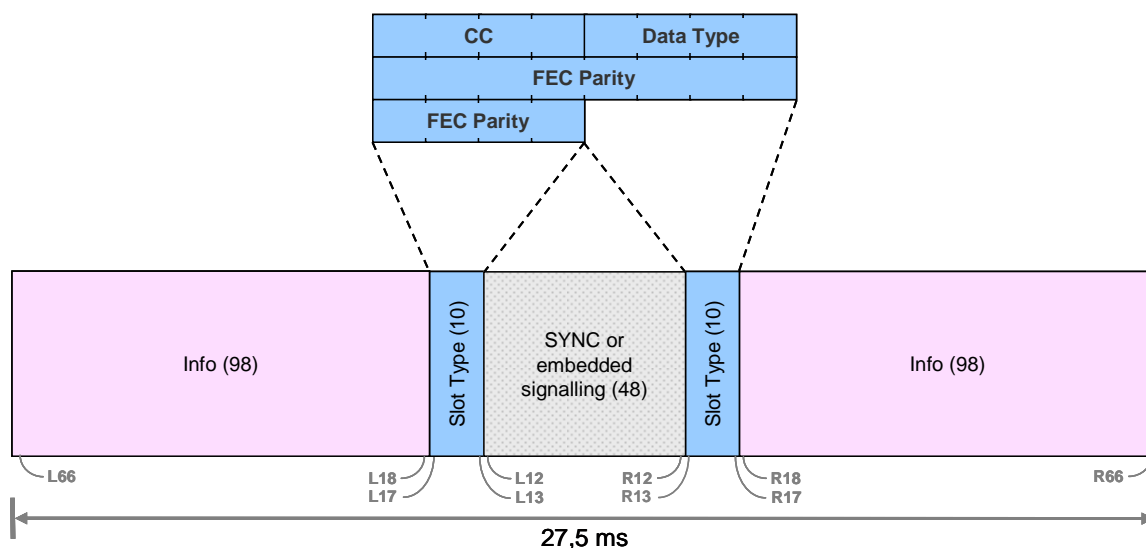 CC
Data Type
FEC Parity
FEC Parity
Info (98)
Slot Type (10)
SYNC or
embedded
signalling (48)
Slot Type (10)
Info (98)
L66
L18
L17
L12
L13
R12
R13
R18
R17
R66
27,5 ms